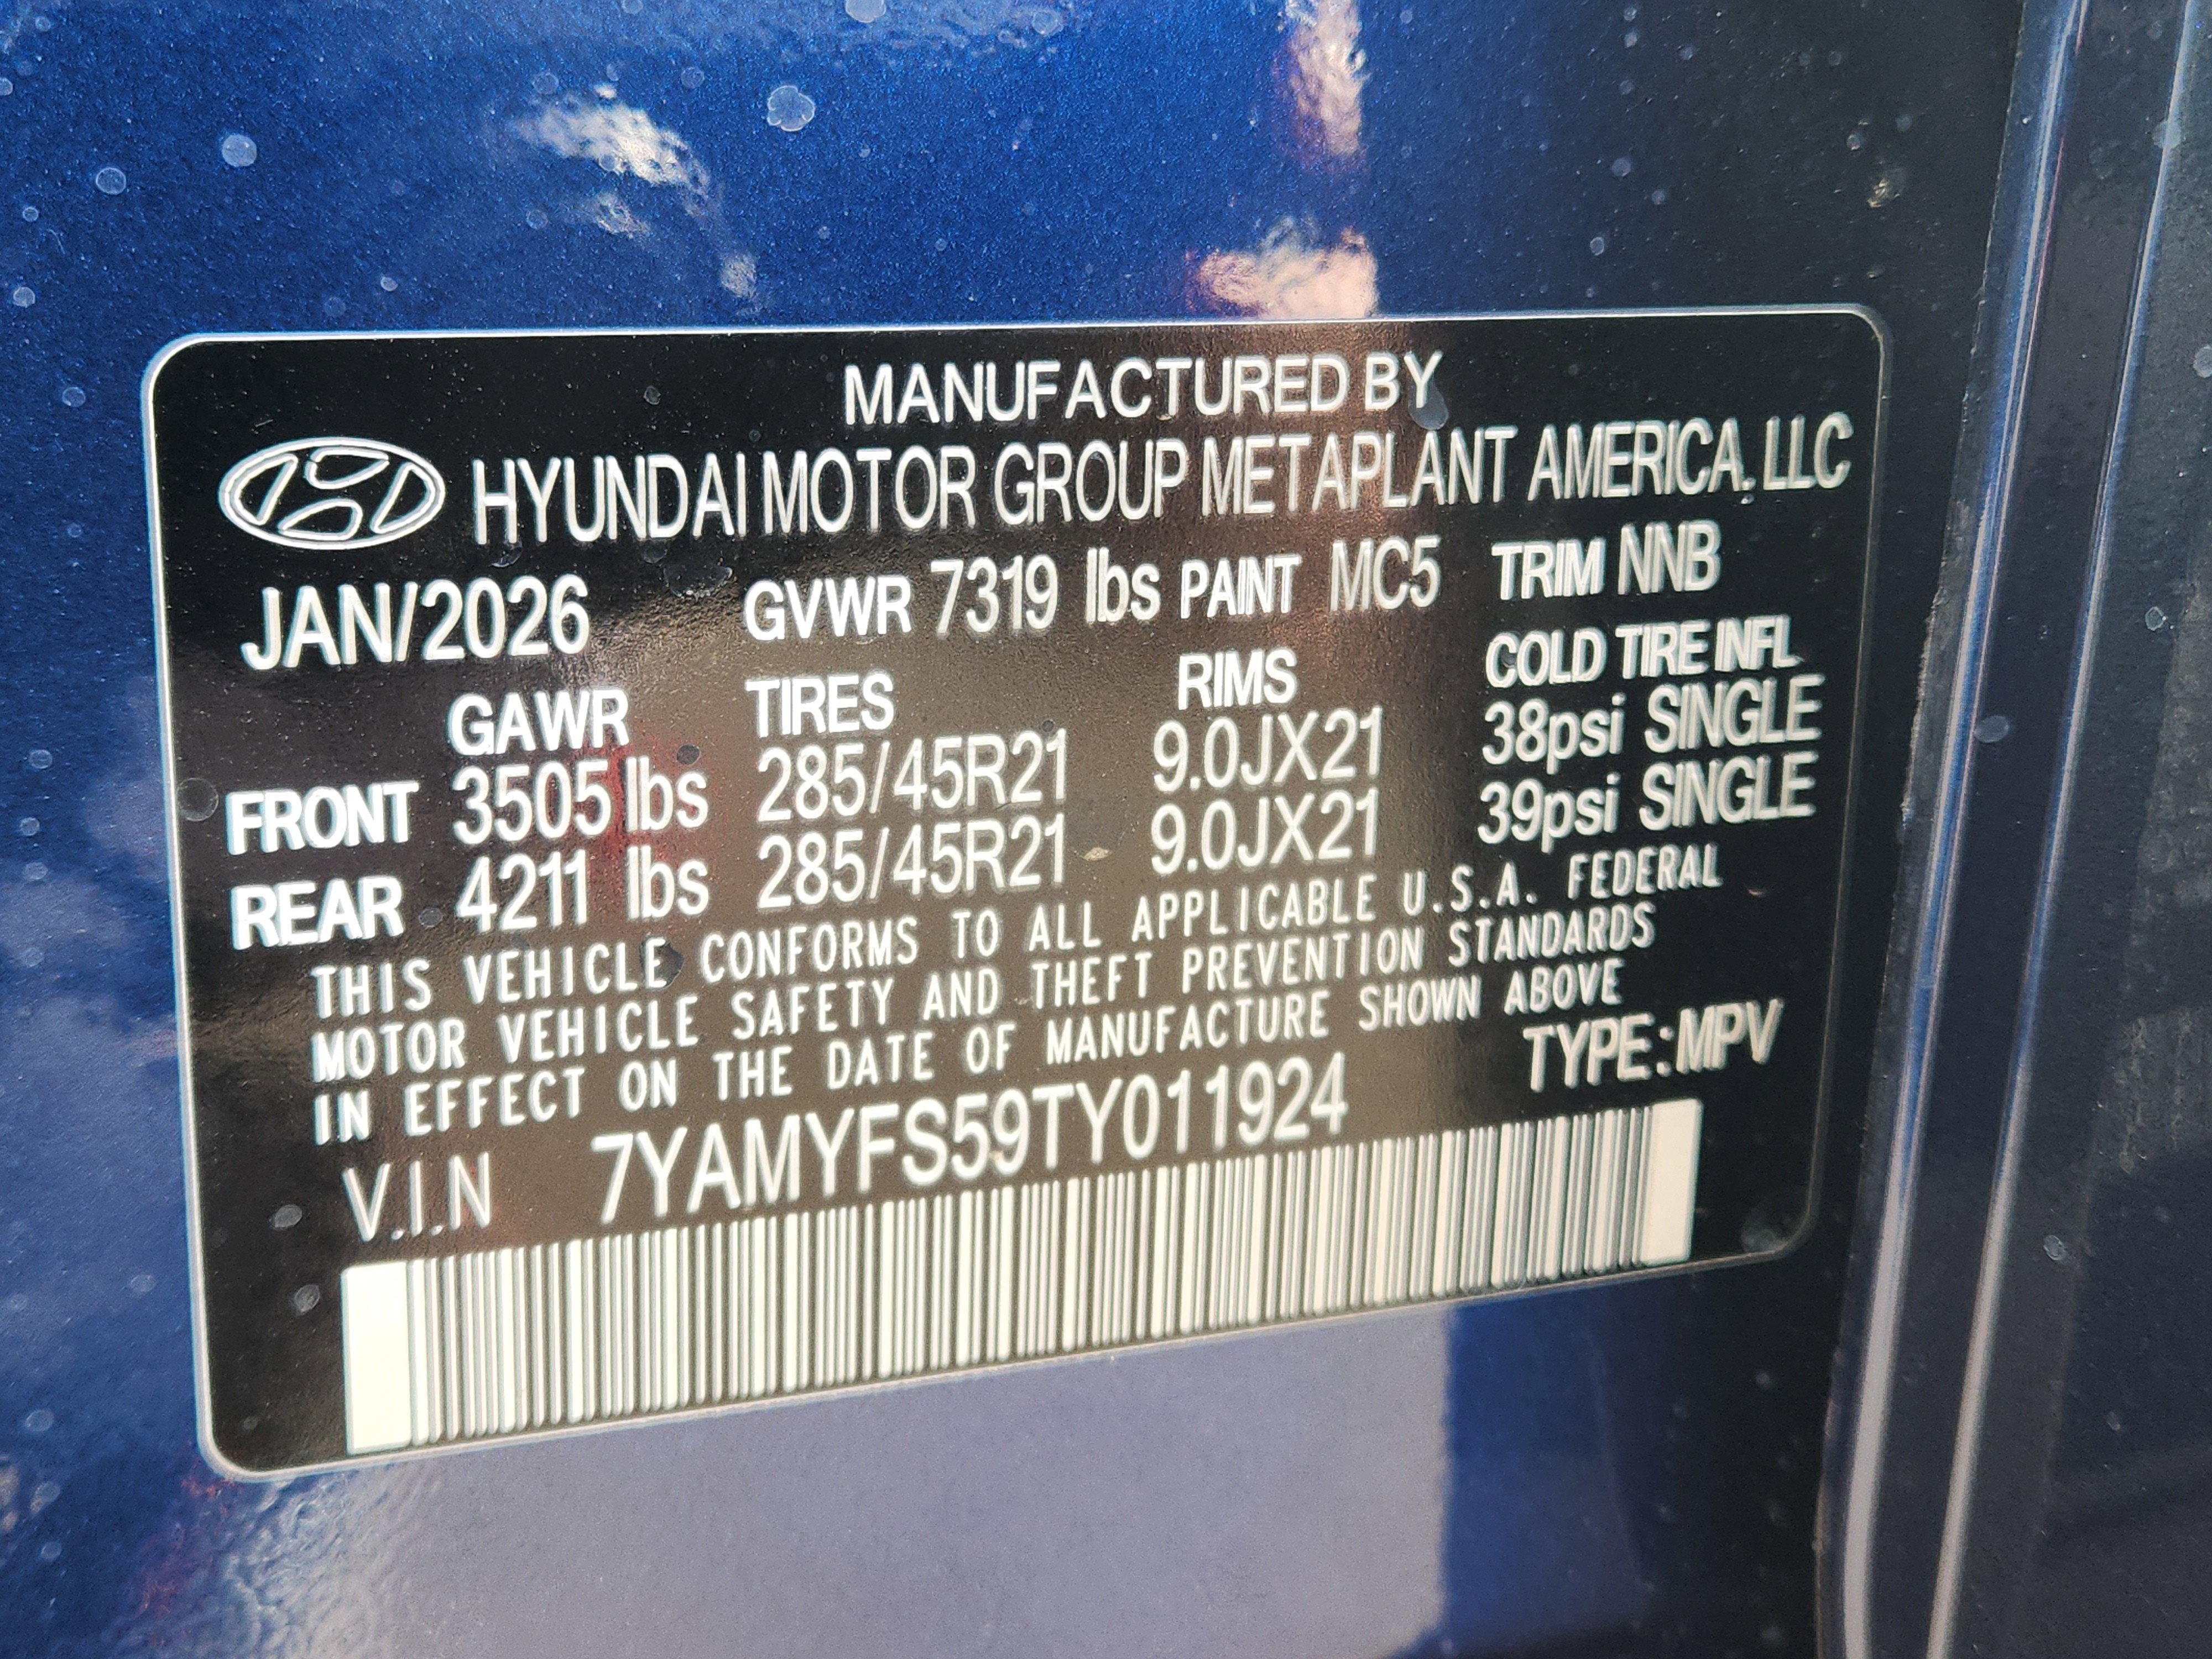 MANUFACTURED BY
HYUNDAI MOTOR GROUP METAPLANT AMERICA, LLC
JAN/2026 GVWR 7319 lbs PAINT MC5 TRIM NNB
GAWR TIRES RIMS COLD TIRE INFL
FRONT 3505 lbs 285/45R21 9.0JX21 38psi SINGLE
REAR 4211 lbs 285/45R21 9.0JX21 39psi SINGLE
THIS VEHICLE CONFORMS TO ALL APPLICABLE U.S.A. FEDERAL
MOTOR VEHICLE SAFETY AND THEFT PREVENTION STANDARDS
IN EFFECT ON THE DATE OF MANUFACTURE SHOWN ABOVE
V.I.N 7YAMYFS59TY011924 TYPE:MPV